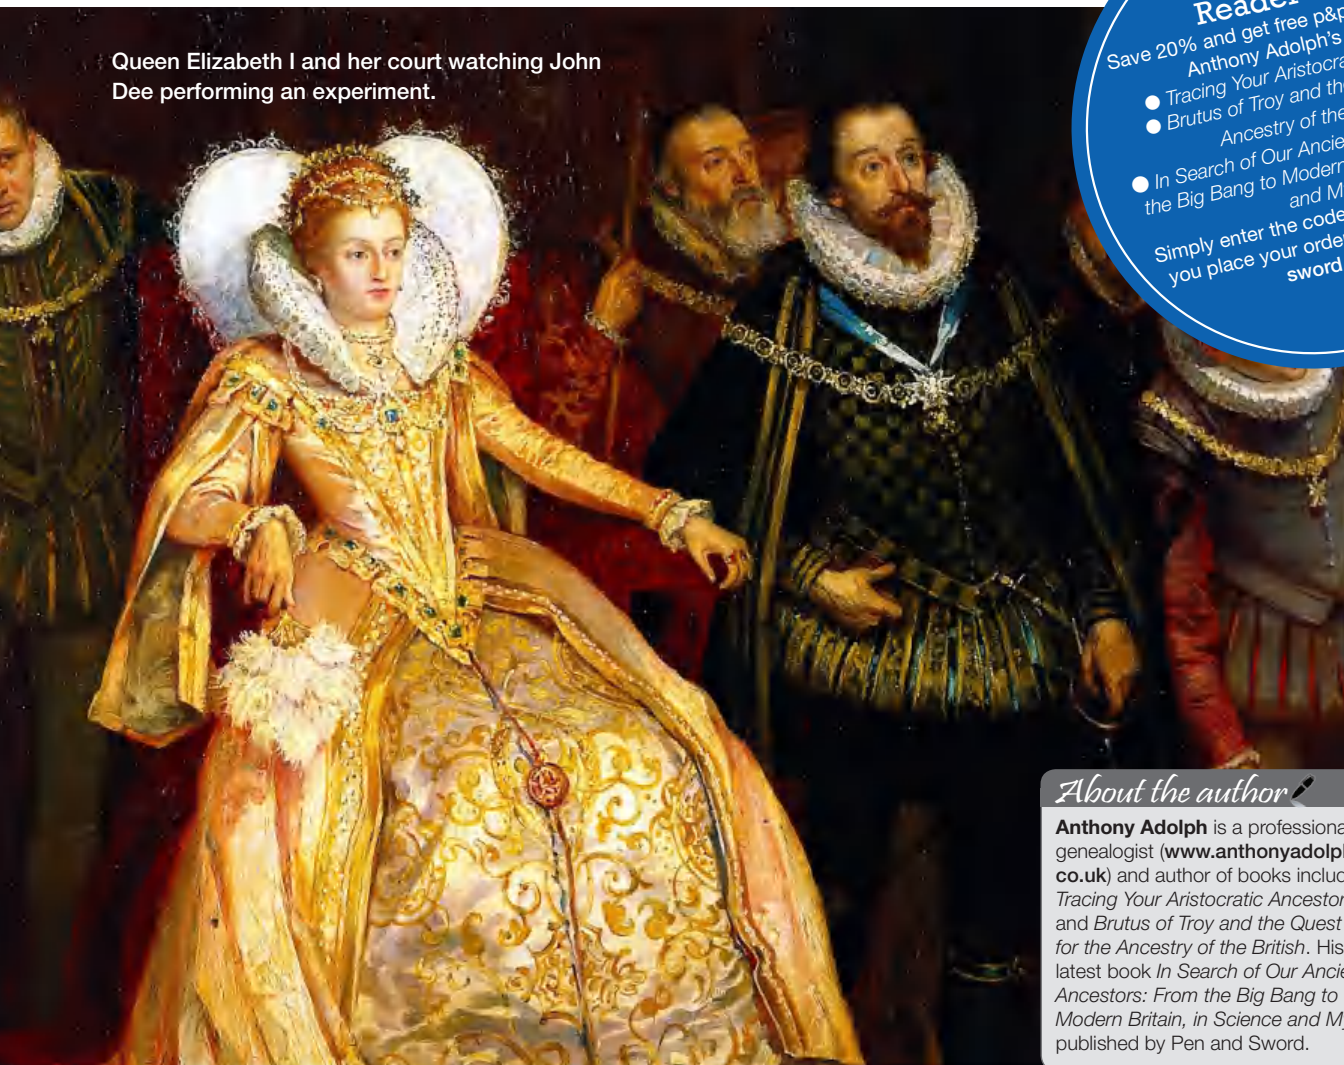 Queen Elizabeth I and her court watching John
Dee performing an experiment.
Reader
Save 20% and get free p&p
Anthony Adolph's
● Tracing Your Aristocra
● Brutus of Troy and the
Ancestry of the
● In Search of Our Ancie
the Big Bang to Modern
and M
Simply enter the code
you place your orde
sword
About the author
Anthony Adolph is a professiona
genealogist (www.anthonyadolph
co.uk) and author of books includ
Tracing Your Aristocratic Ancestor
and Brutus of Troy and the Quest
for the Ancestry of the British. His
latest book In Search of Our Ancie
Ancestors: From the Big Bang to
Modern Britain, in Science and M
published by Pen and Sword.